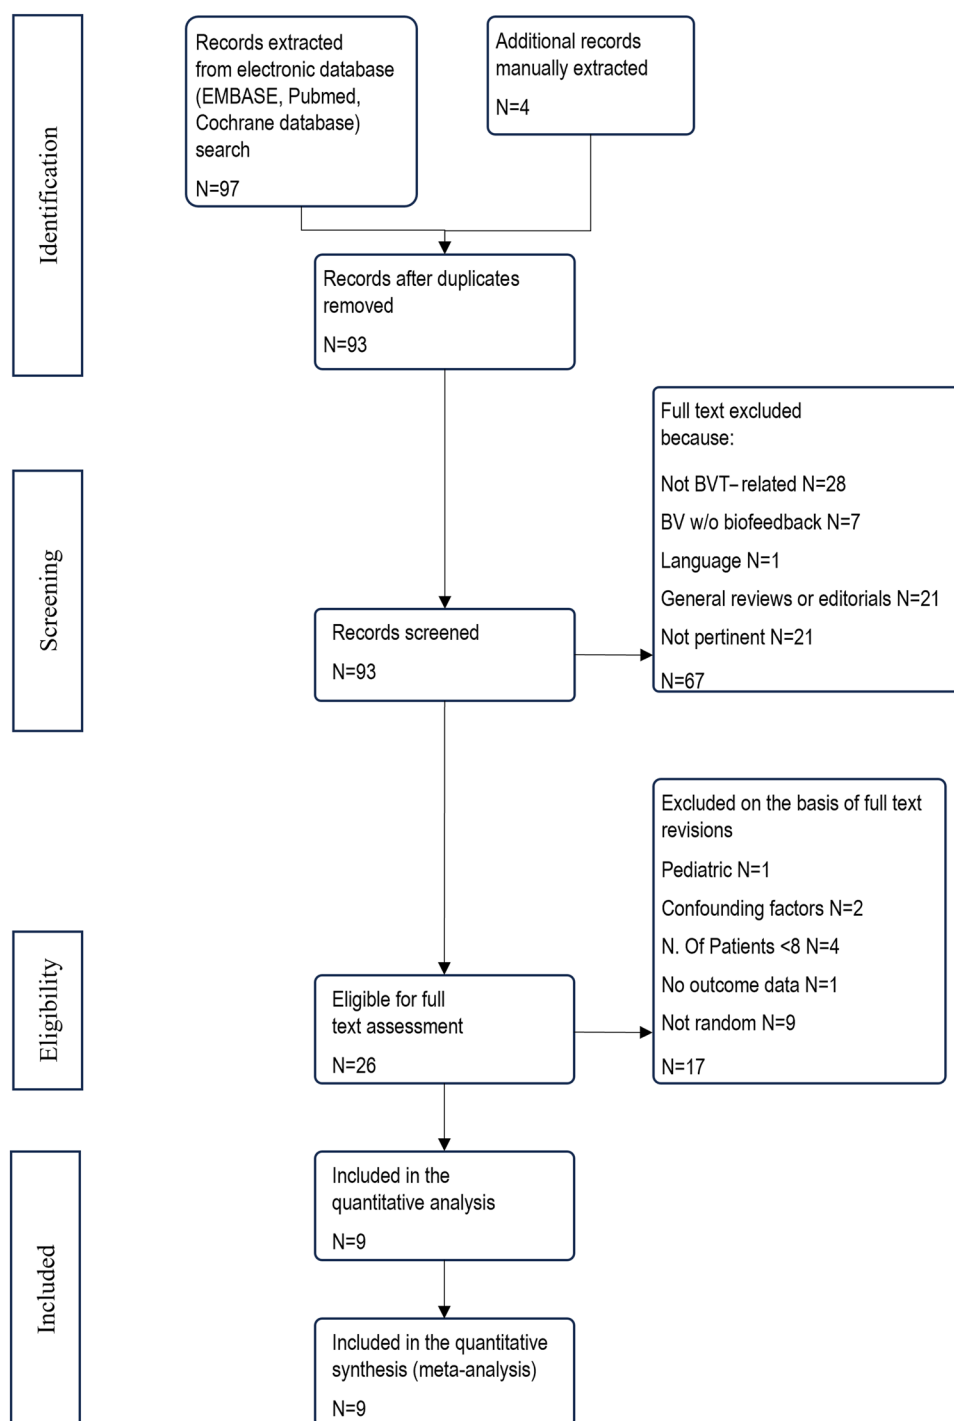 Identification
Records extracted
from electronic database
(EMBASE, Pubmed,
Cochrane database)
search
N=97
Additional records
manually extracted
N=4
Records after duplicates
removed
N=93
Screening
Records screened
N=93
Full text excluded
because:
Not BVT–related N=28
BV w/o biofeedback N=7
Language N=1
General reviews or editorials N=21
Not pertinent N=21
N=67
Eligibility
Eligible for full
text assessment
N=26
Excluded on the basis of full text
revisions
Pediatric N=1
Confounding factors N=2
N. Of Patients <8 N=4
No outcome data N=1
Not random N=9
N=17
Included
Included in the
quantitative analysis
N=9
Included in the quantitative
synthesis (meta-analysis)
N=9